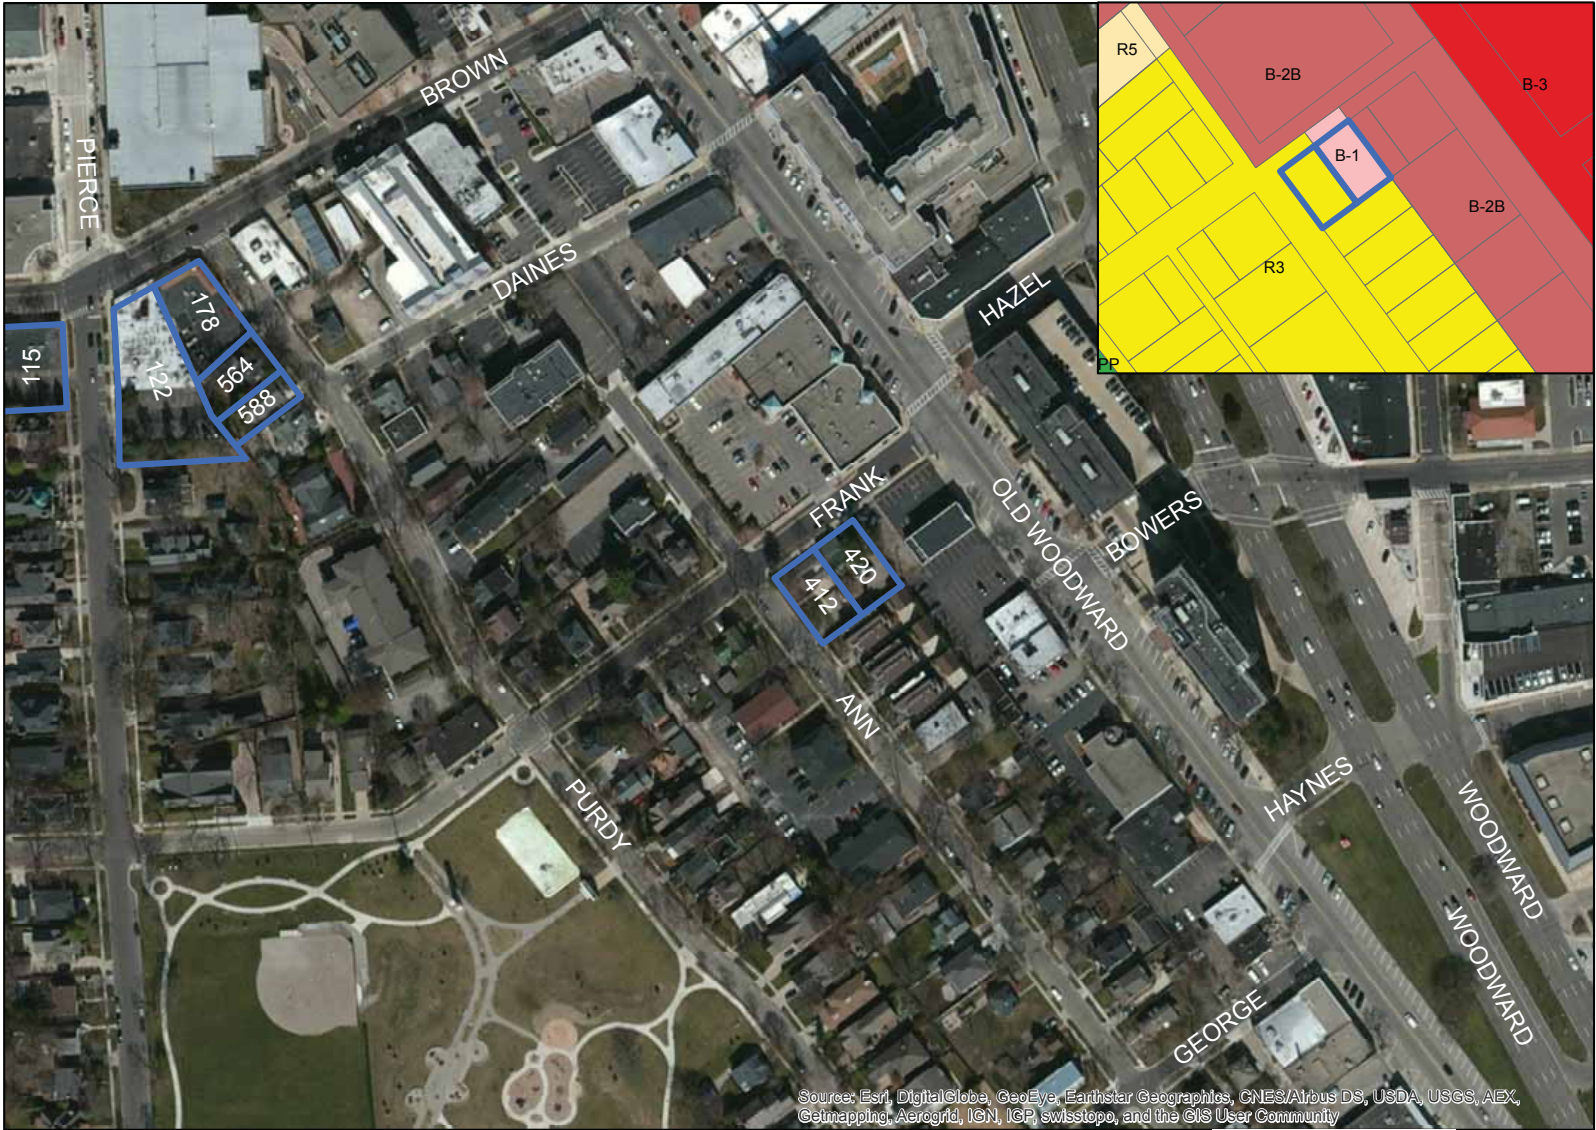 R5
B-2B
B-3
B-1
B-2B
R3
PP
BROWN
PIERCE
DAINES
HAZEL
178
115
122
564
588
FRANK
OLD WOODWARD
BOWERS
420
412
ANN
PURDY
HAYNES
WOODWARD
WOODWARD
GEORGE
Source: Esri, DigitalGlobe, GeoEye, Earthstar Geographics, CNES/Airbus DS, USDA, USGS, AEX,
Getmapping, Aerogrid, IGN, IGP, swisstopo, and the GIS User Community